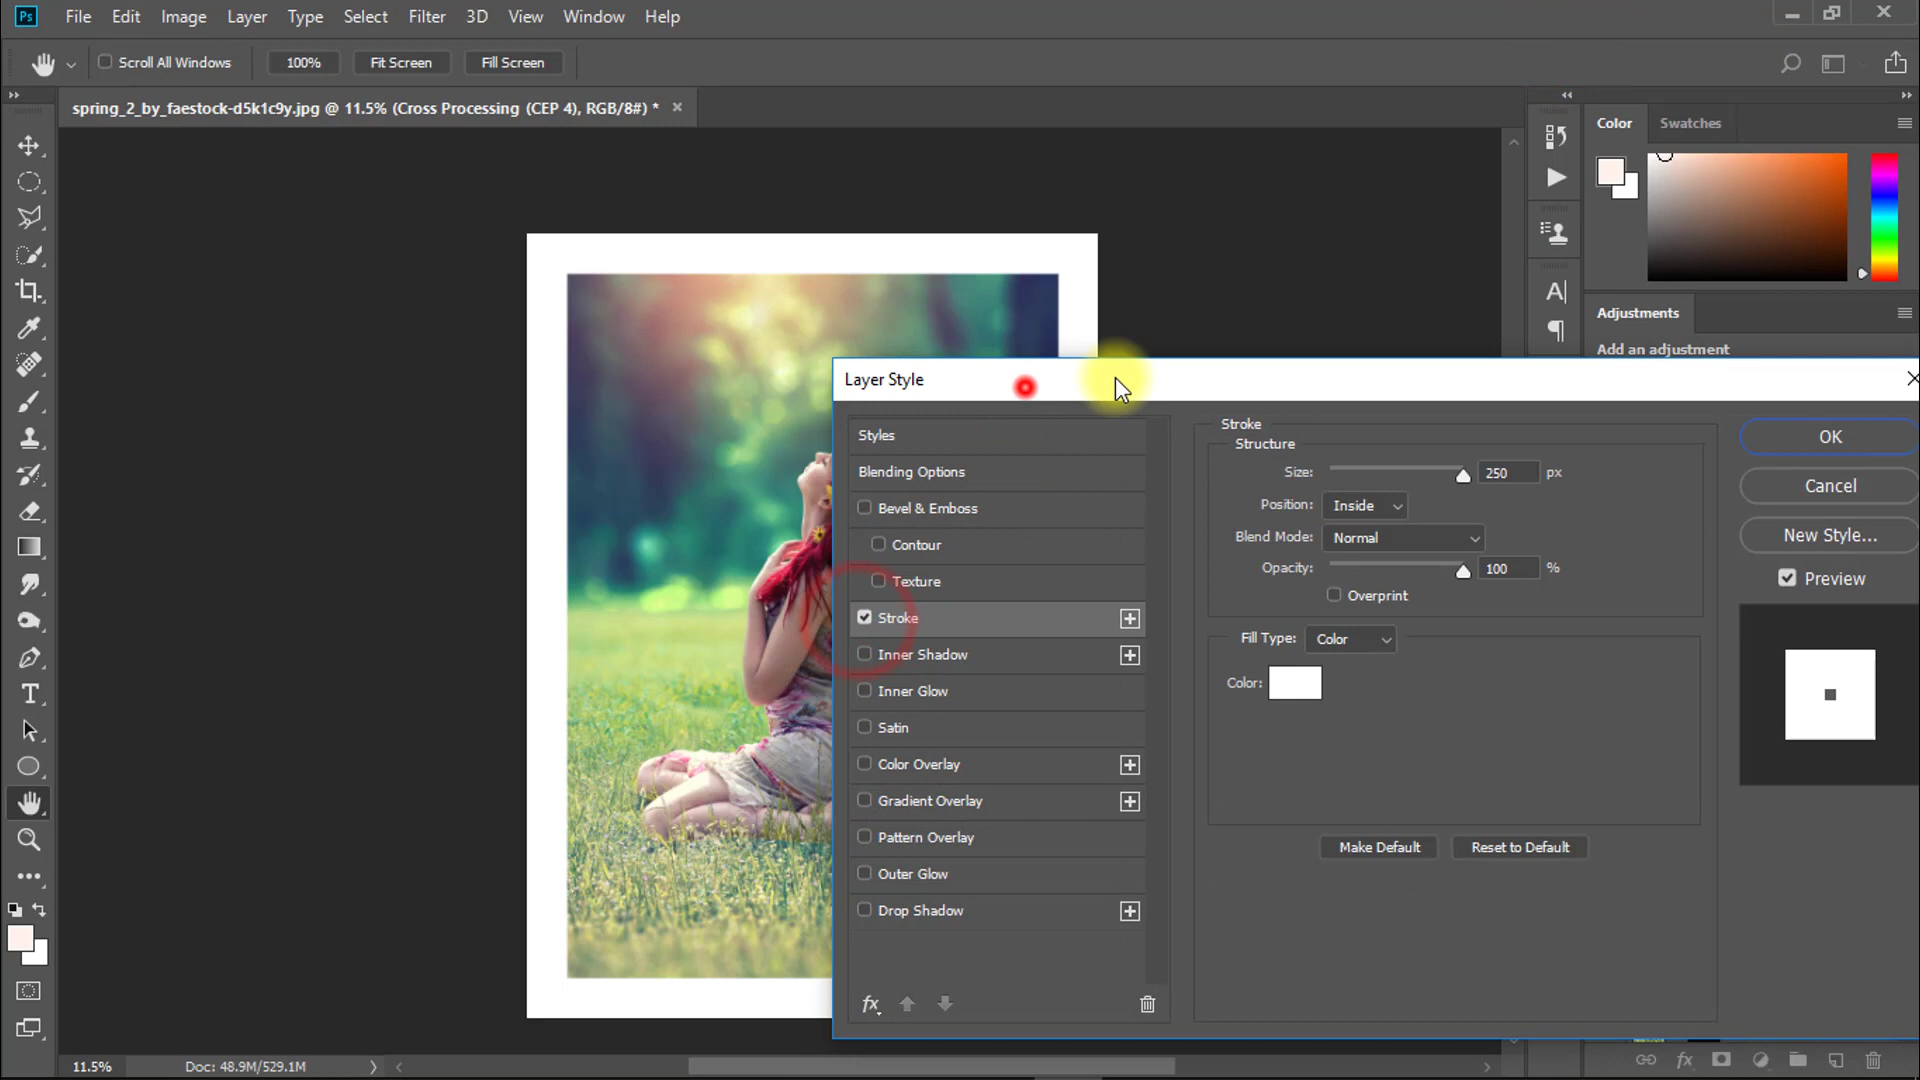 Ps File Edit Image Layer Type Select Filter 3D View Window Help
Scroll All Windows 100% Fit Screen Fill Screen
spring_2_by_faestock-d5k1c9y.jpg @ 11.5% (Cross Processing (CEP 4), RGB/8#) *
Color Swatches
Adjustments
Add an adjustment
Layer Style
Styles
Blending Options
Bevel & Emboss
Contour
Texture
Stroke
Inner Shadow
Inner Glow
Satin
Color Overlay
Gradient Overlay
Pattern Overlay
Outer Glow
Drop Shadow
fx
Stroke
Structure
Size: 250 px
Position: Inside
Blend Mode: Normal
Opacity: 100 %
Overprint
Fill Type: Color
Color:
Make Default Reset to Default
OK
Cancel
New Style...
Preview
11.5% Doc: 48.9M/529.1M
fx